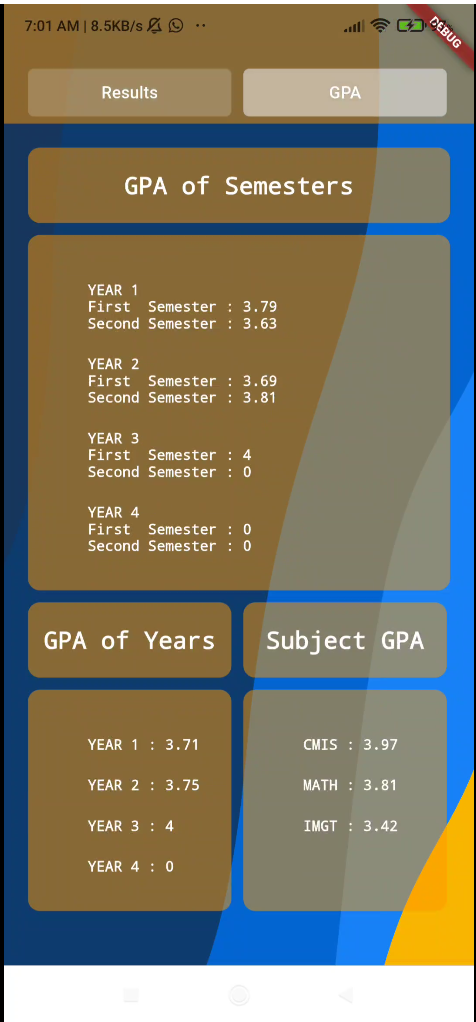 7:01 AM | 8.5KB/s
DEBUG
Results
GPA
GPA of Semesters
YEAR 1
First  Semester : 3.79
Second Semester : 3.63
YEAR 2
First  Semester : 3.69
Second Semester : 3.81
YEAR 3
First  Semester : 4
Second Semester : 0
YEAR 4
First  Semester : 0
Second Semester : 0
GPA of Years
Subject GPA
YEAR 1 : 3.71
CMIS : 3.97
YEAR 2 : 3.75
MATH : 3.81
YEAR 3 : 4
IMGT : 3.42
YEAR 4 : 0